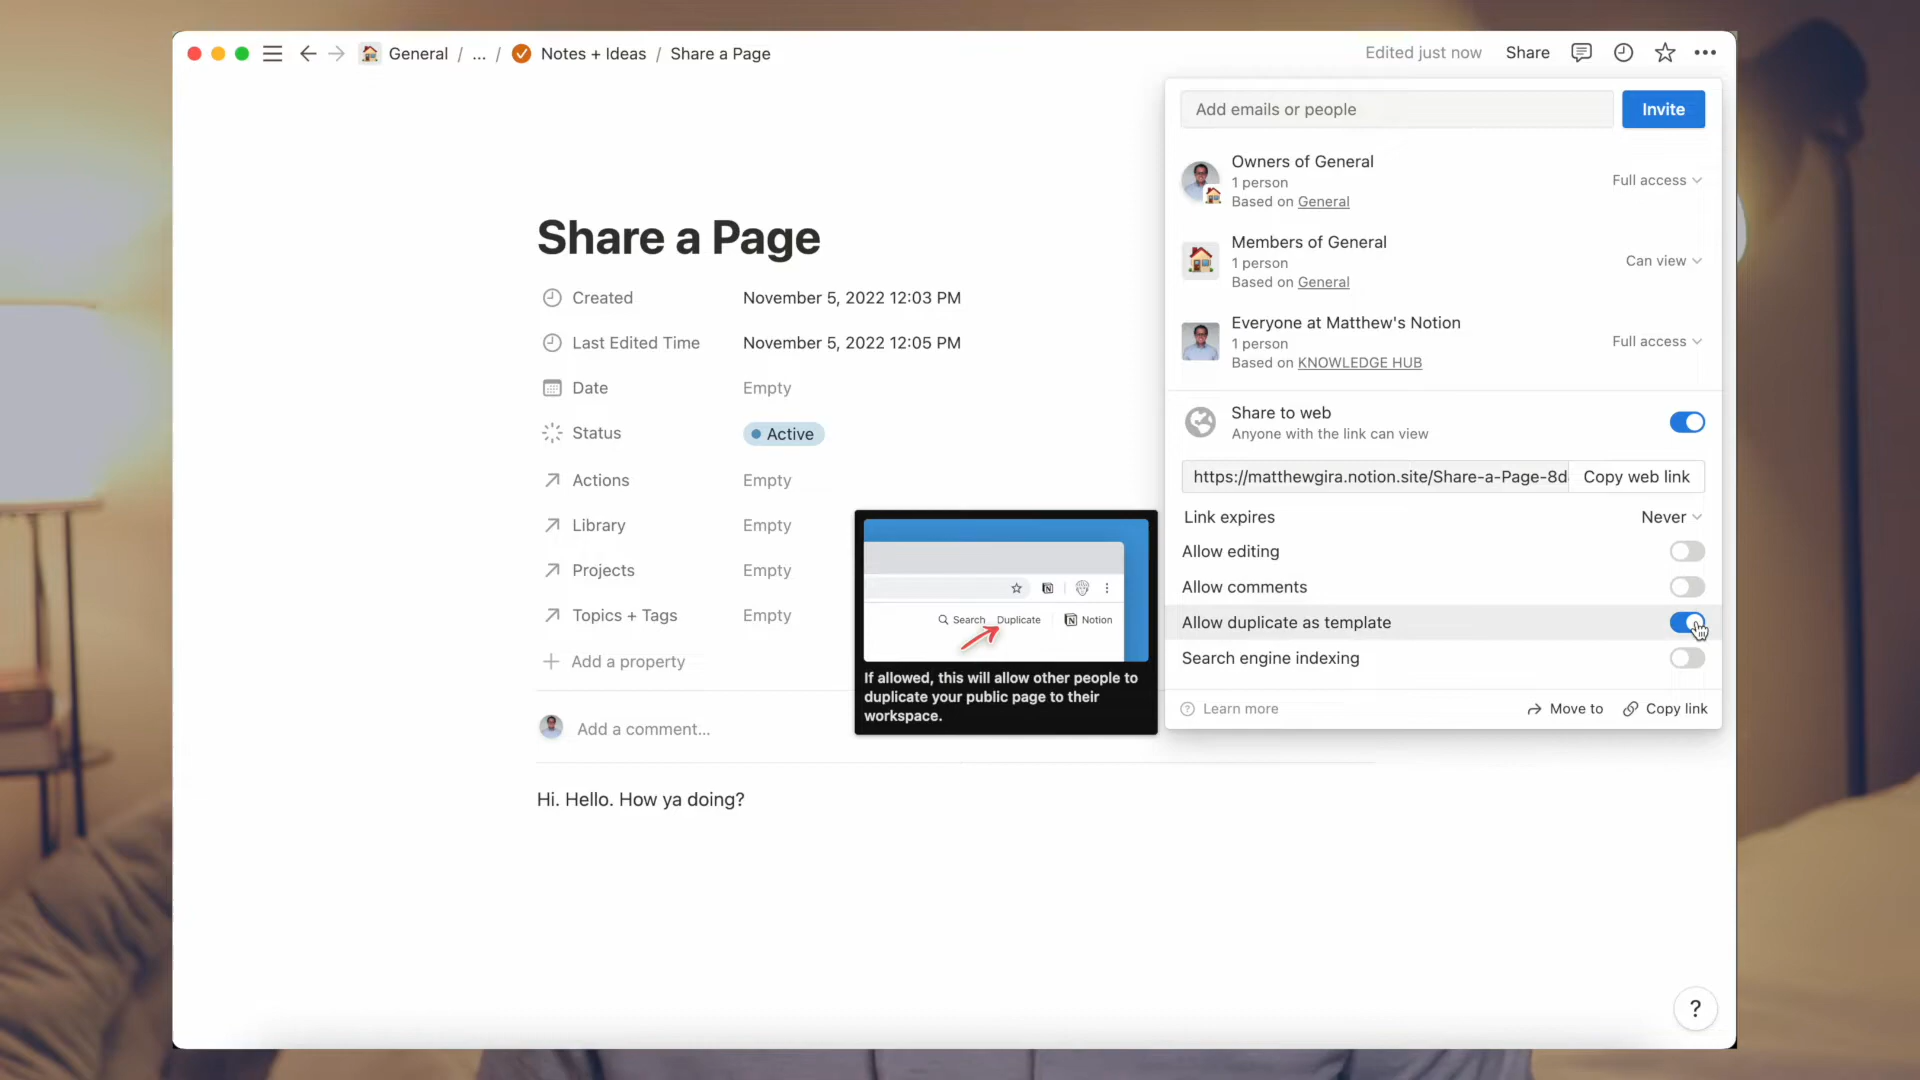 General / ... / Notes + Ideas / Share a Page
Edited just now Share
Share a Page
Created November 5, 2022 12:03 PM
Last Edited Time November 5, 2022 12:05 PM
Date Empty
Status Active
Actions Empty
Library Empty
Projects Empty
Topics + Tags Empty
Add a property
Add a comment...
Hi. Hello. How ya doing?
Search Duplicate Notion
If allowed, this will allow other people to
duplicate your public page to their
workspace.
Add emails or people Invite
Owners of General
1 person
Based on General
Full access
Members of General
1 person
Based on General
Can view
Everyone at Matthew's Notion
1 person
Based on KNOWLEDGE HUB
Full access
Share to web
Anyone with the link can view
https://matthewgira.notion.site/Share-a-Page-8d Copy web link
Link expires Never
Allow editing
Allow comments
Allow duplicate as template
Search engine indexing
? Learn more Move to Copy link
?